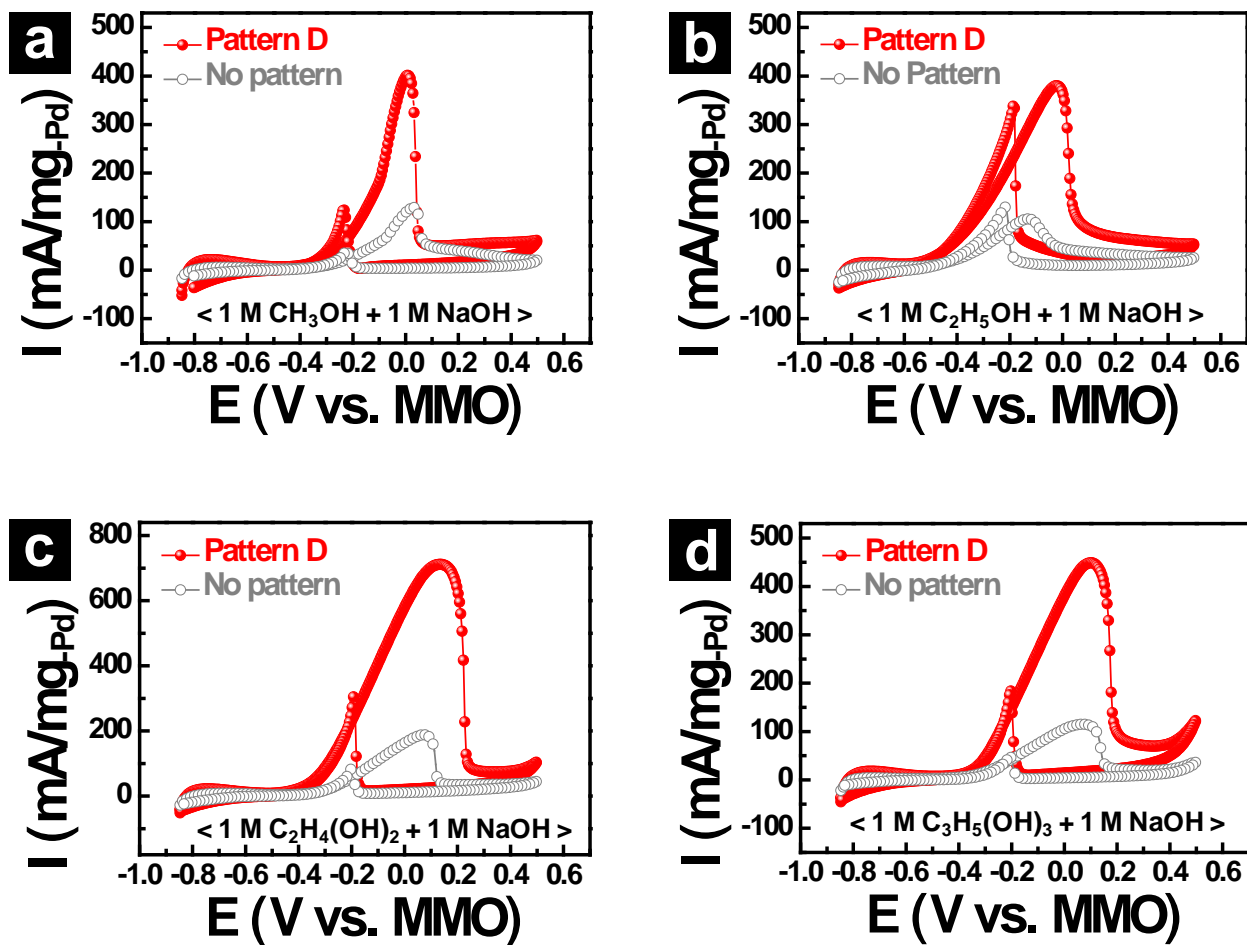 a
Pattern D
No pattern
500
400
300
200
100
0
-100
I (mA/mg-Pd)
< 1 M CH₃OH + 1 M NaOH >
-1.0 -0.8 -0.6 -0.4 -0.2 0.0 0.2 0.4 0.6
E (V vs. MMO)
b
Pattern D
No Pattern
500
400
300
200
100
0
-100
I (mA/mg-Pd)
< 1 M C₂H₅OH + 1 M NaOH >
-1.0 -0.8 -0.6 -0.4 -0.2 0.0 0.2 0.4 0.6
E (V vs. MMO)
c
Pattern D
No pattern
800
600
400
200
0
I (mA/mg-Pd)
< 1 M C₂H₄(OH)₂ + 1 M NaOH >
-1.0 -0.8 -0.6 -0.4 -0.2 0.0 0.2 0.4 0.6
E (V vs. MMO)
d
Pattern D
No pattern
500
400
300
200
100
0
-100
I (mA/mg-Pd)
< 1 M C₃H₅(OH)₃ + 1 M NaOH >
-1.0 -0.8 -0.6 -0.4 -0.2 0.0 0.2 0.4 0.6
E (V vs. MMO)